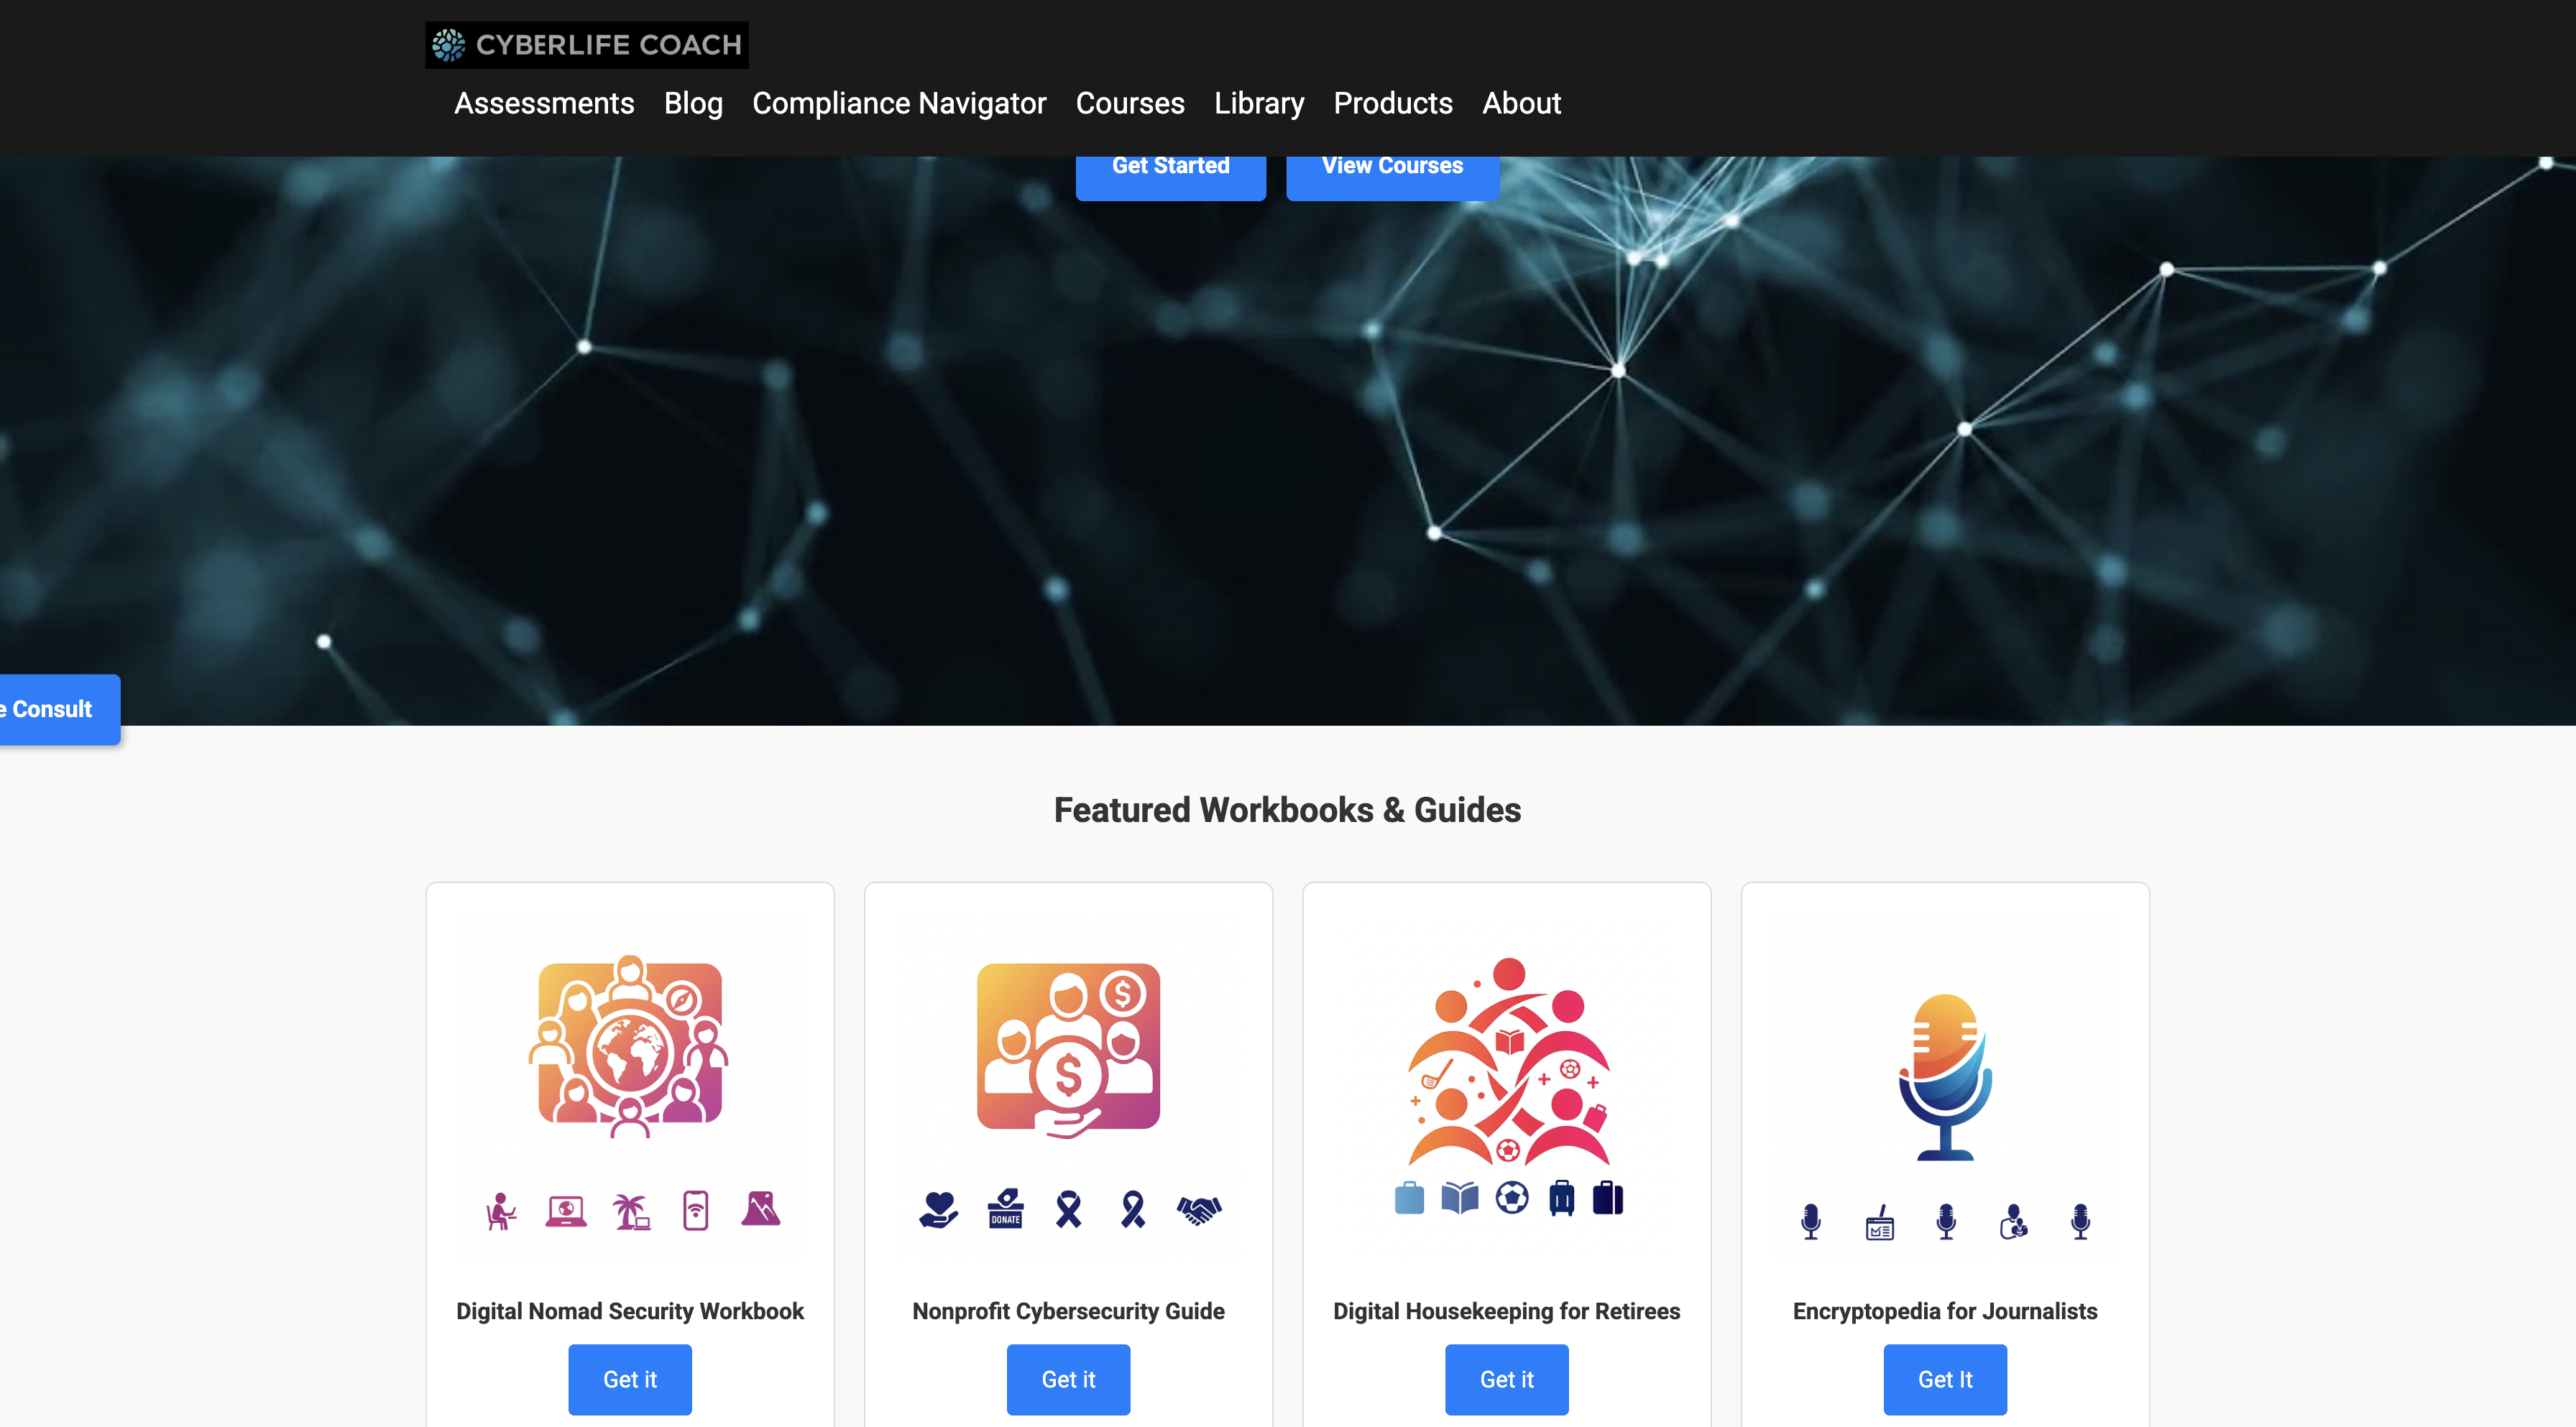 CYBERLIFE COACH
Assessments Blog Compliance Navigator Courses Library Products About
Get Started View Courses
Consult
Featured Workbooks & Guides
DONATE
Digital Nomad Security Workbook
Nonprofit Cybersecurity Guide
Digital Housekeeping for Retirees
Encryptopedia for Journalists
Get it
Get it
Get it
Get It